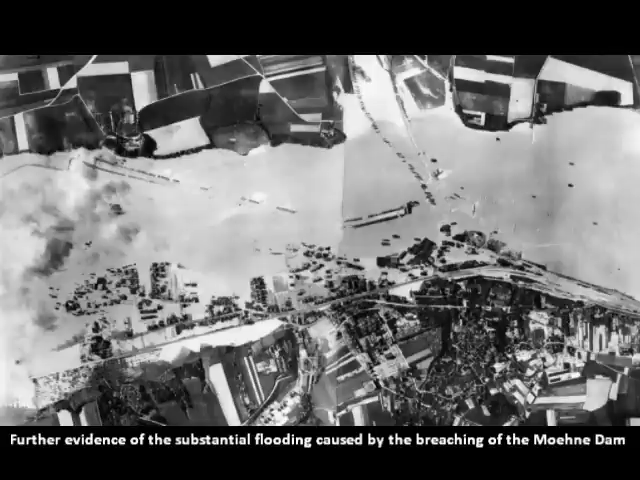 Further evidence of the substantial flooding caused by the breaching of the Moehne Dam